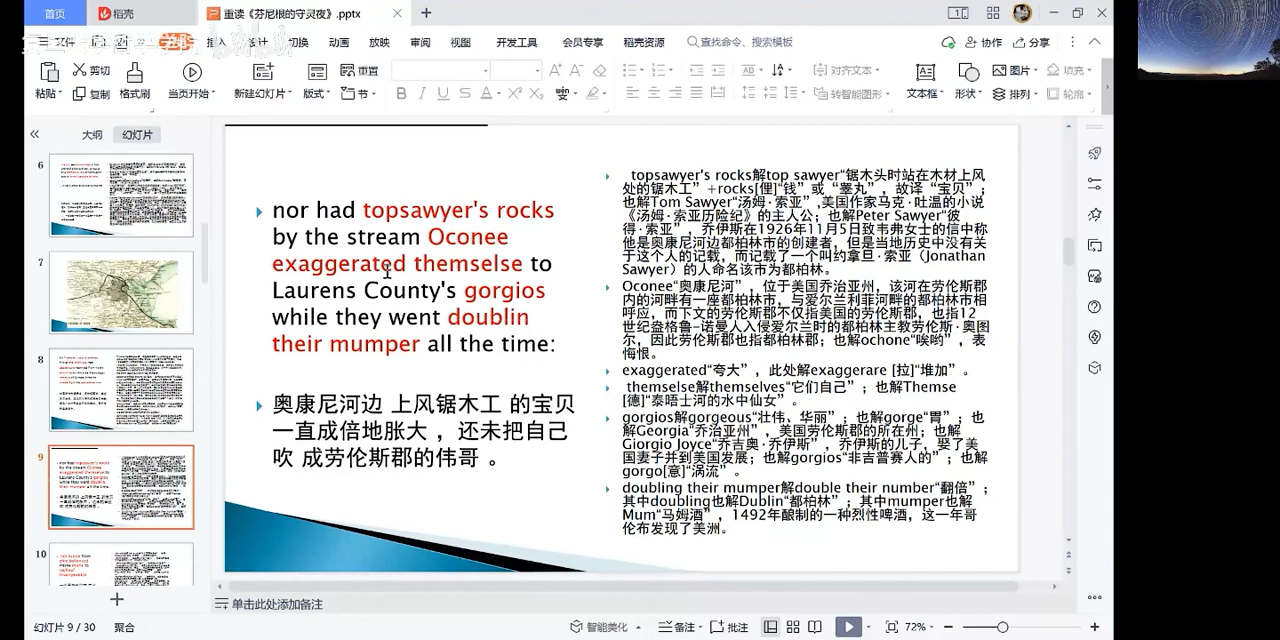 首页
稻壳
重读《芬尼根的守灵夜》.pptx
文件
插入
设计
切换
动画
放映
审阅
视图
开发工具
会员专享
稻壳资源
查找命令、搜索模板
协作
分享
粘贴
剪切
复制
格式刷
当页开始
新建幻灯片
版式
重置
节
B I U S A X² X₂
对齐文本
转智能图形
文本框
形状
图片
排列
填充
轮廓
大纲
幻灯片
6
7
8
9
10
nor had topsawyer's rocks
by the stream Oconee
exaggerated themselse to
Laurens County's gorgios
while they went doublin
their mumper all the time:
奥康尼河边 上风锯木工 的宝贝
一直成倍地胀大 ，还未把自己
吹 成劳伦斯郡的伟哥 。
topsawyer's rocks解top sawyer“锯木头时站在木材上风
处的锯木工”+rocks[俚]“钱”或“睾丸”，故译“宝贝”；
也解Tom Sawyer“汤姆·索亚”,美国作家马克·吐温的小说
《汤姆·索亚历险纪》的主人公；也解Peter Sawyer“彼
得·索亚”，乔伊斯在1926年11月5日致韦弗女士的信中称
他是奥康尼河边都柏林市的创建者，但是当地历史中没有关
于这个人的记载，而记载了一个叫约拿旦·索亚（Jonathan
Sawyer）的人命名该市为都柏林。
Oconee“奥康尼河”，位于美国乔治亚州，该河在劳伦斯郡
内的河畔有一座都柏林市，与爱尔兰利菲河畔的都柏林市相
呼应，而下文的劳伦斯郡不仅指美国的劳伦斯郡，也指12
世纪盎格鲁-诺曼人入侵爱尔兰时的都柏林主教劳伦斯·奥图
尔，因此劳伦斯郡也指都柏林郡；也解ochone“唉哟”，表
悔恨。
exaggerated“夸大”，此处解exaggerare [拉]“堆加”。
themselse解themselves“它们自己”；也解Themse
[德]“泰晤士河的水中仙女”。
gorgios解gorgeous“壮伟、华丽”；也解gorge“胃”；也
解Georgia“乔治亚州”，美国劳伦斯郡的所在州；也解
Giorgio Joyce“乔吉奥·乔伊斯”，乔伊斯的儿子，娶了美
国妻子并到美国发展；也解gorgios“非吉普赛人的”；也解
gorgo[意]“涡流”。
doubling their mumper解double their number“翻倍”；
其中doubling也解Dublin“都柏林”；其中mumper也解
Mum“马姆酒”，1492年酿制的一种烈性啤酒，这一年哥
伦布发现了美洲。
单击此处添加备注
幻灯片 9 / 30
聚合
智能美化
备注
批注
72%